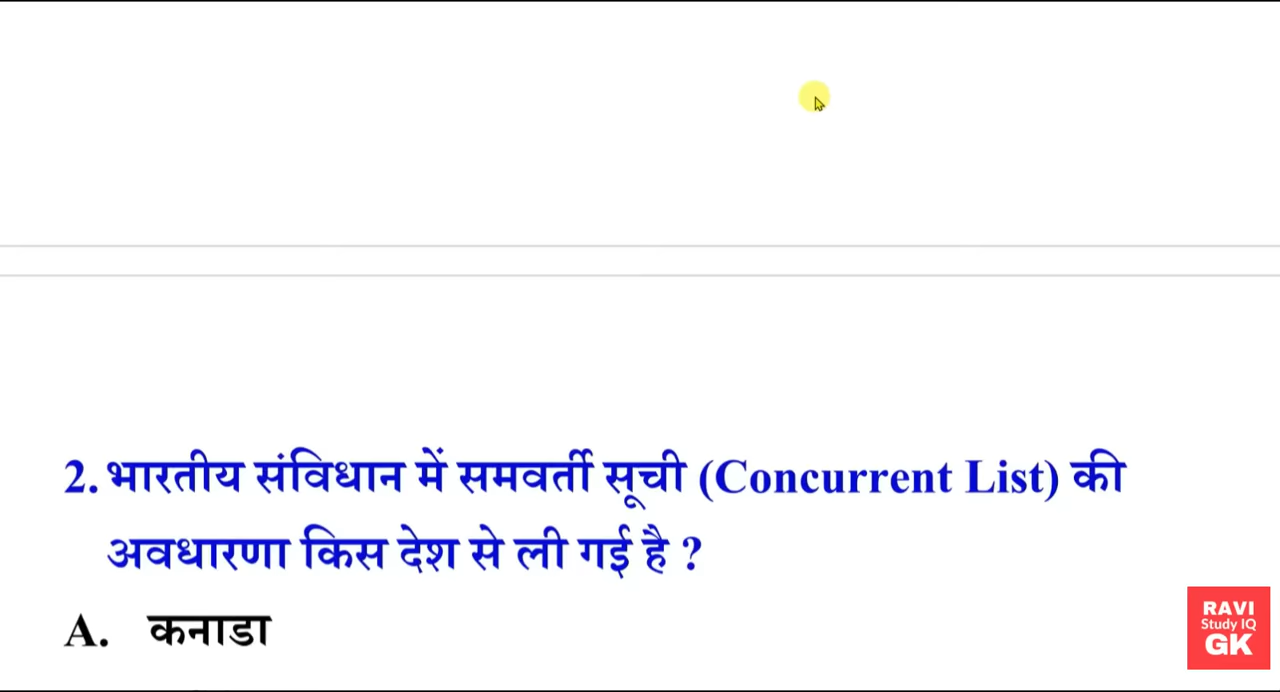 2. भारतीय संविधान में समवर्ती सूची (Concurrent List) की
अवधारणा किस देश से ली गई है ?
A. कनाडा
RAVI
Study IQ
GK